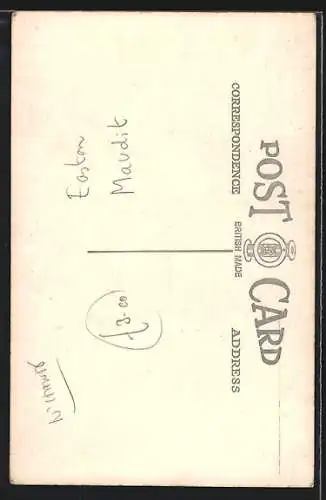 POST CARD
CORRESPONDENCE
BRITISH MADE
ADDRESS
Easton
Maudit
£3-00